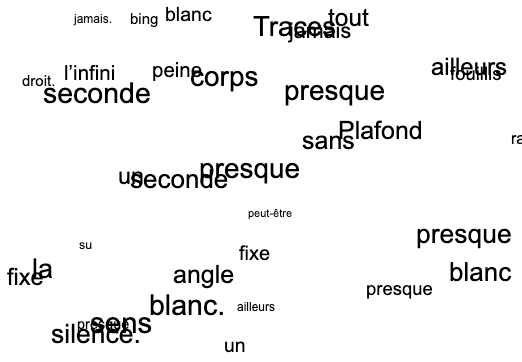 jamais. bing blanc Traces tout
jamais
l'infini peine corps ailleurs
fouillis
droit. seconde presque
sans Plafond
un seconde presque
peut-être
su presque
fixe la angle fixe blanc
presque
blanc. ailleurs
presque sens
silence. un